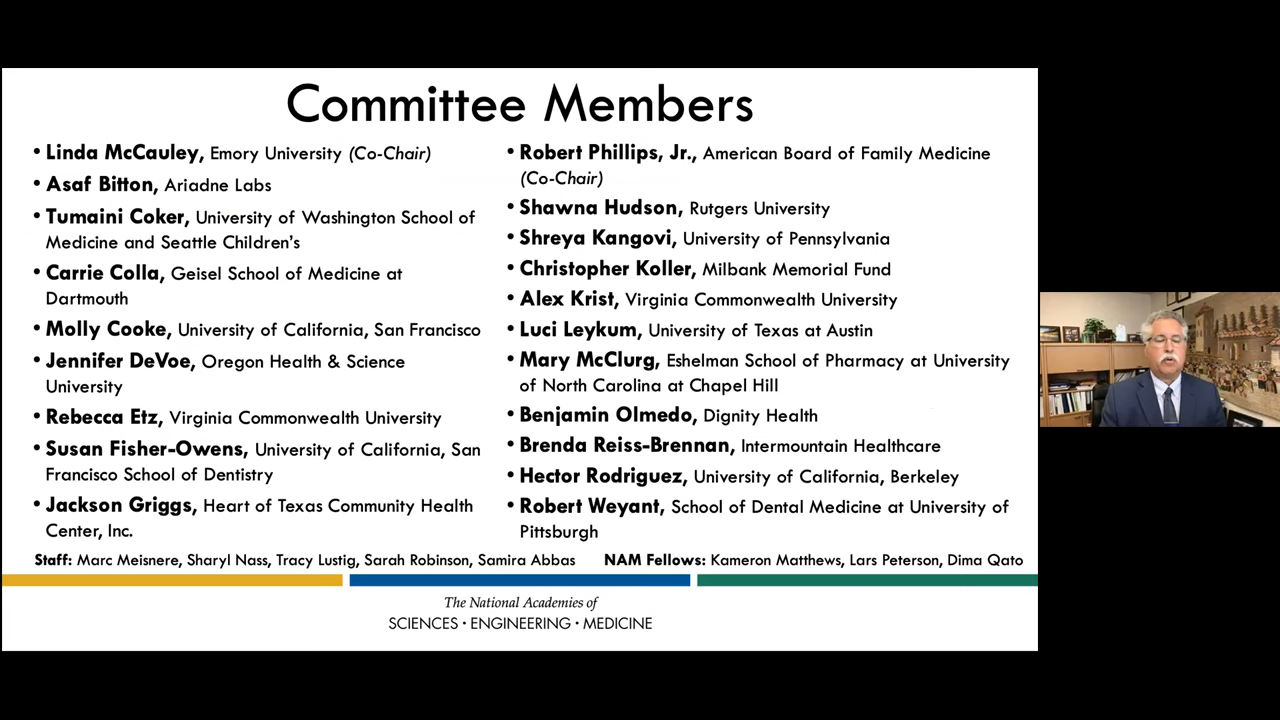 Committee Members
• Linda McCauley, Emory University (Co-Chair)
• Asaf Bitton, Ariadne Labs
• Tumaini Coker, University of Washington School of
Medicine and Seattle Children's
• Carrie Colla, Geisel School of Medicine at
Dartmouth
• Molly Cooke, University of California, San Francisco
• Jennifer DeVoe, Oregon Health & Science
University
• Rebecca Etz, Virginia Commonwealth University
• Susan Fisher-Owens, University of California, San
Francisco School of Dentistry
• Jackson Griggs, Heart of Texas Community Health
Center, Inc.
• Robert Phillips, Jr., American Board of Family Medicine
(Co-Chair)
• Shawna Hudson, Rutgers University
• Shreya Kangovi, University of Pennsylvania
• Christopher Koller, Milbank Memorial Fund
• Alex Krist, Virginia Commonwealth University
• Luci Leykum, University of Texas at Austin
• Mary McClurg, Eshelman School of Pharmacy at University
of North Carolina at Chapel Hill
• Benjamin Olmedo, Dignity Health
• Brenda Reiss-Brennan, Intermountain Healthcare
• Hector Rodriguez, University of California, Berkeley
• Robert Weyant, School of Dental Medicine at University of
Pittsburgh
Staff: Marc Meisnere, Sharyl Nass, Tracy Lustig, Sarah Robinson, Samira Abbas
NAM Fellows: Kameron Matthews, Lars Peterson, Dima Qato
The National Academies of
SCIENCES • ENGINEERING • MEDICINE